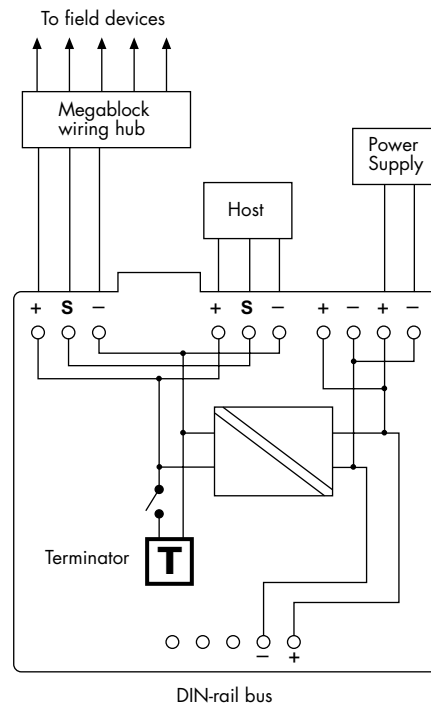 To field devices
Megablock
wiring hub
Power
Supply
Host
+ S − + S − + − + −
Terminator
T
− +
DIN-rail bus